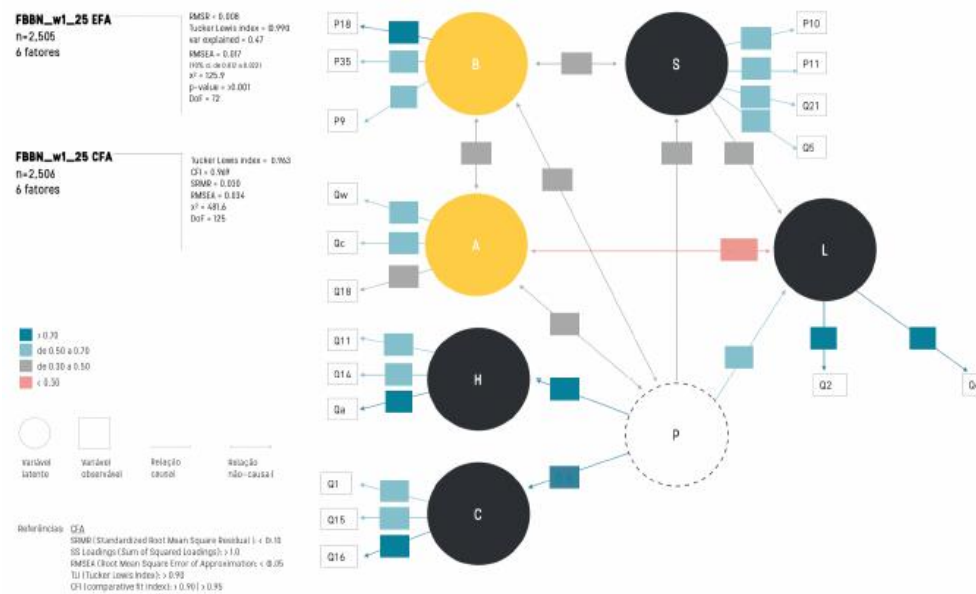 FBBN_w1_25 EFA
n=2,505
6 fatores
RMSR = 0.008
Tucker Lewis index = 0.990
var explained = 0.47
RMSEA = 0.017
x² = 125.9
p-value = >0.001
DoF = 72
FBBN_w1_25 CFA
n=2,506
6 fatores
Tucker Lewis Index = 0.963
CFI = 0.969
SRMR = 0.030
RMSEA = 0.034
x² = 481.6
DoF = 125
P18
P35
P9
B
S
P10
P11
Q21
Q5
Qw
Qc
Q18
A
L
Q2
Q11
Q14
Qa
H
P
Q1
Q15
Q16
C
> 0.70
de 0.50 a 0.70
de 0.30 a 0.50
< 0.30
Variável
latente
Variável
observável
Relação
causal
Relação
não-causal
Referências
CFA
SRMR (Standardized Root Mean Square Residual): < 0.10
SS Loadings (Sum of Squared Loadings): > 1.0
RMSEA (Root Mean Square Error of Approximation: < 0.05
TLI (Tucker Lewis Index): > 0.90
CFI (comparative fit index): > 0.90 | > 0.95